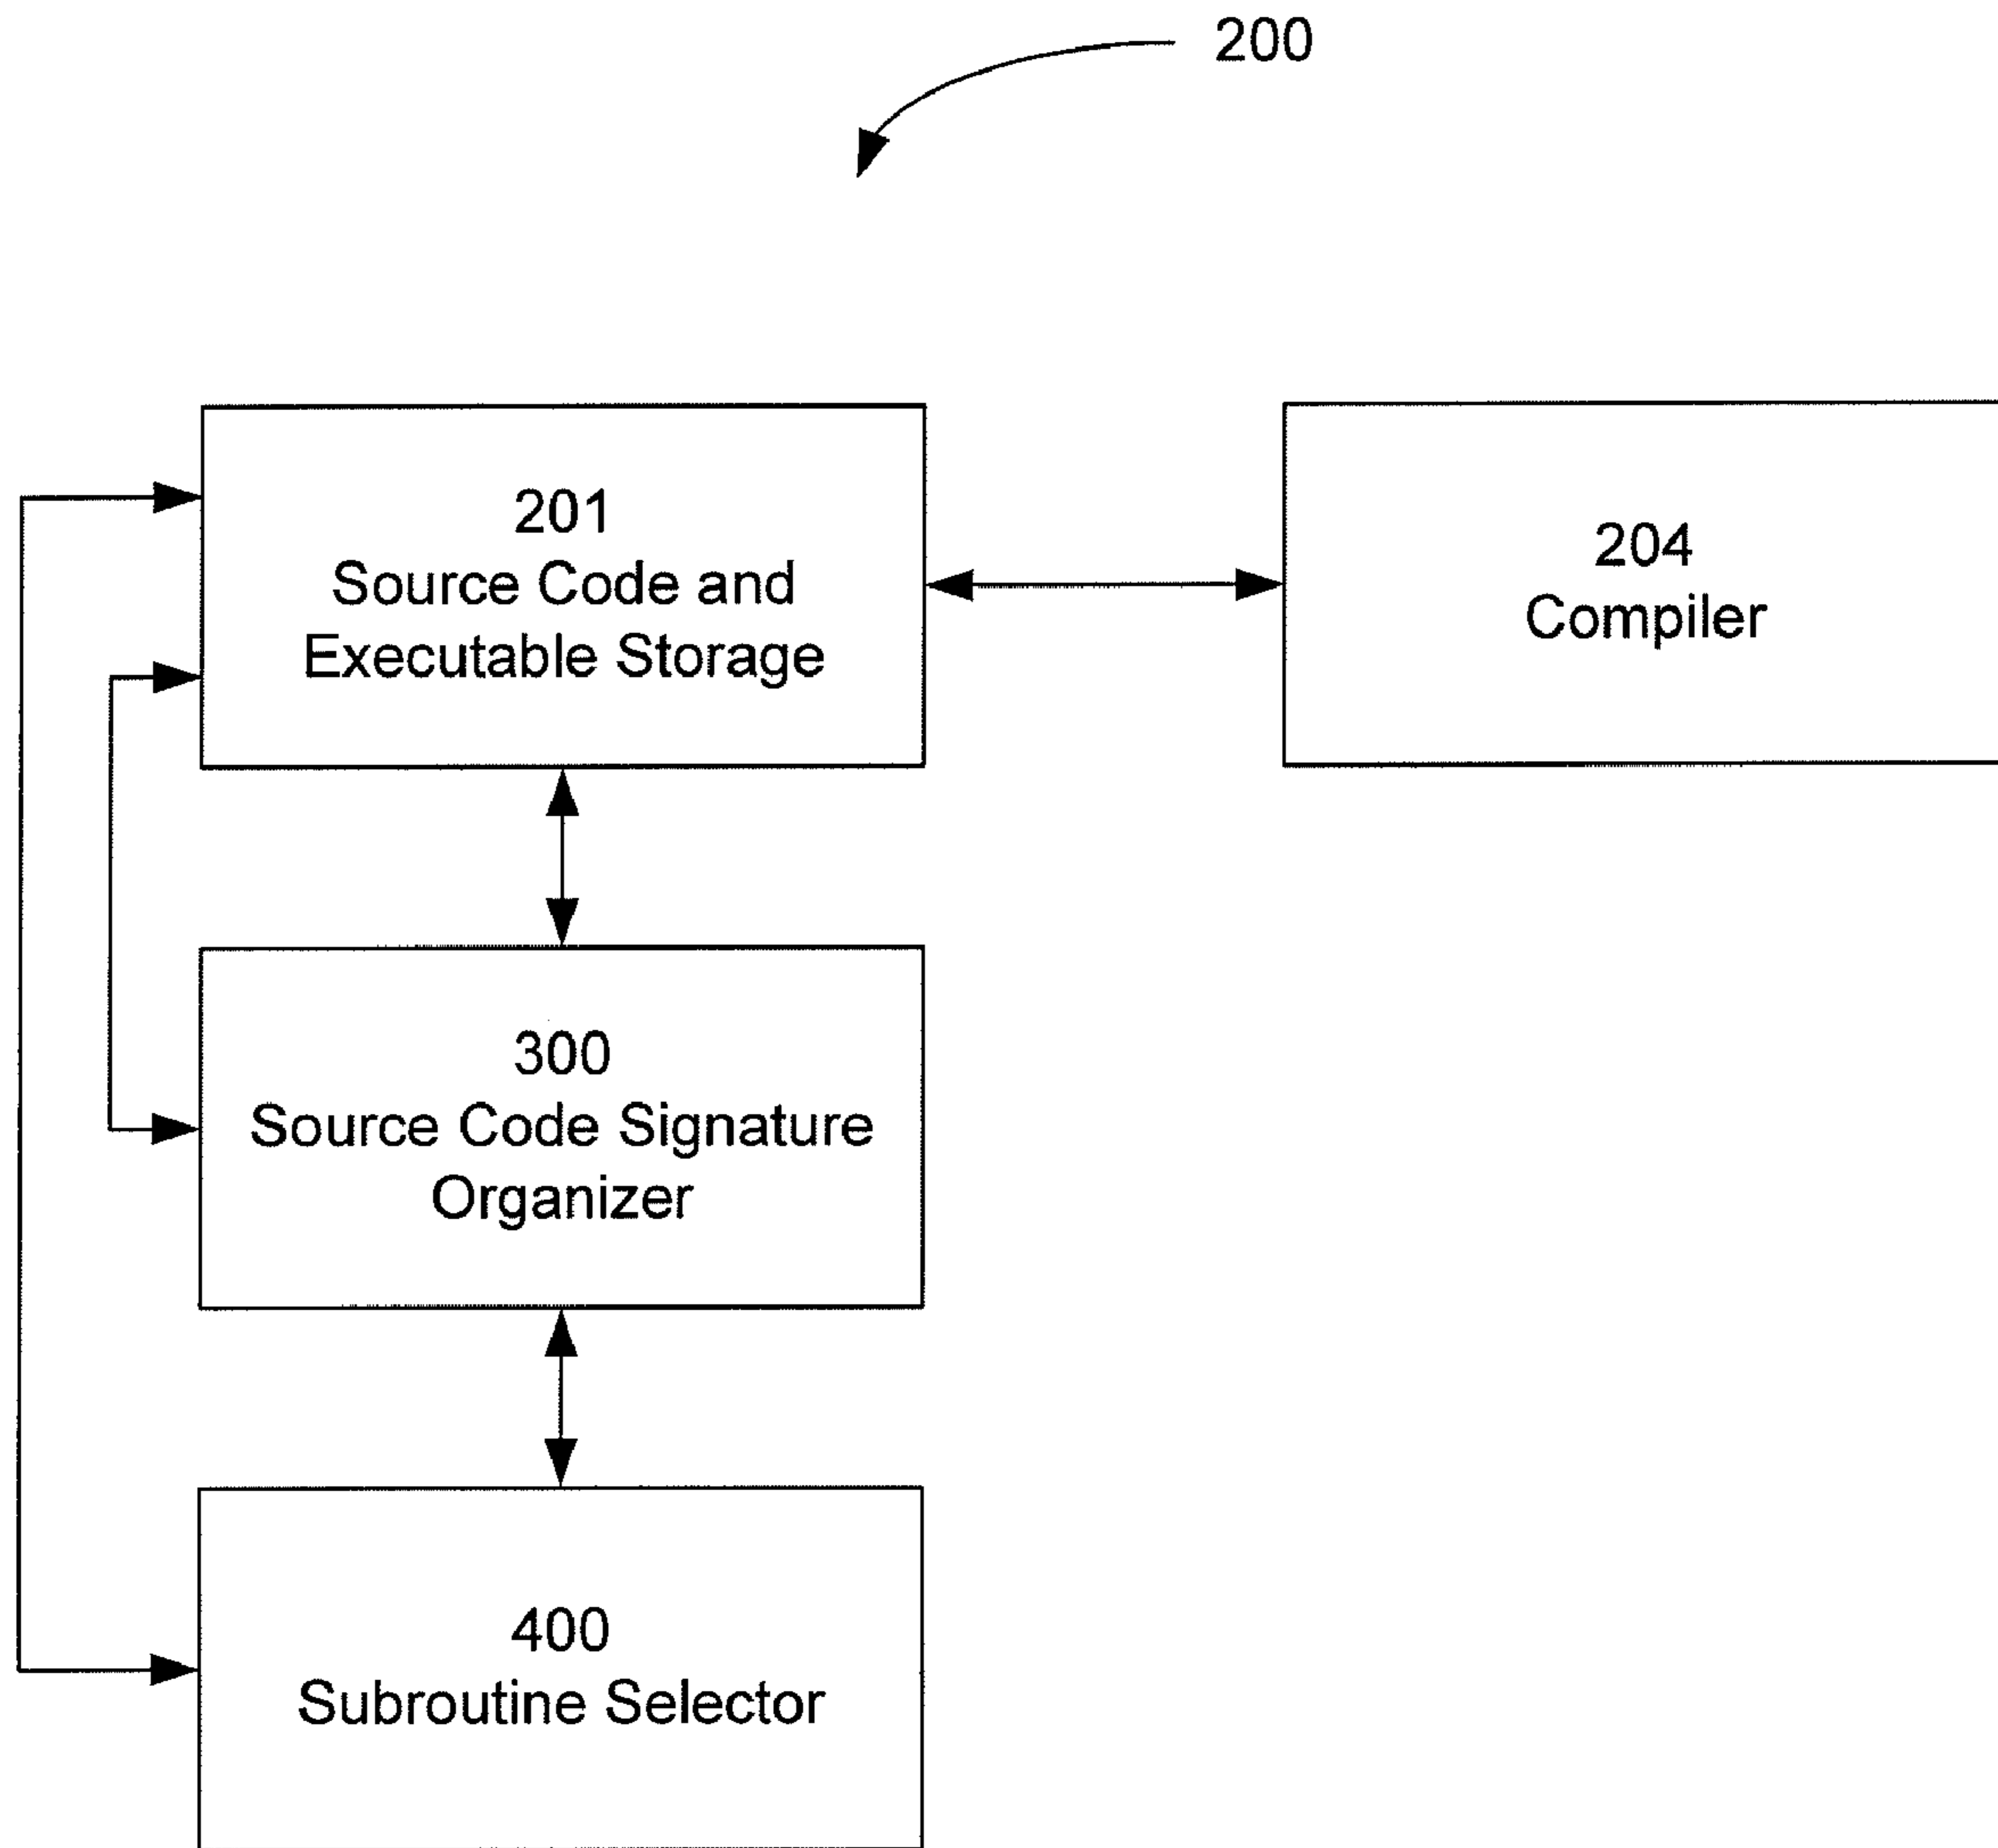 200
201
Source Code and
Executable Storage
204
Compiler
300
Source Code Signature
Organizer
400
Subroutine Selector